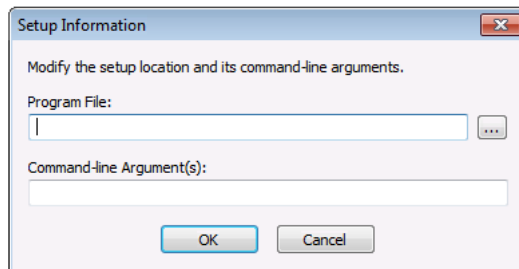 Setup Information
Modify the setup location and its command-line arguments.
Program File:
...
Command-line Argument(s):
OK Cancel